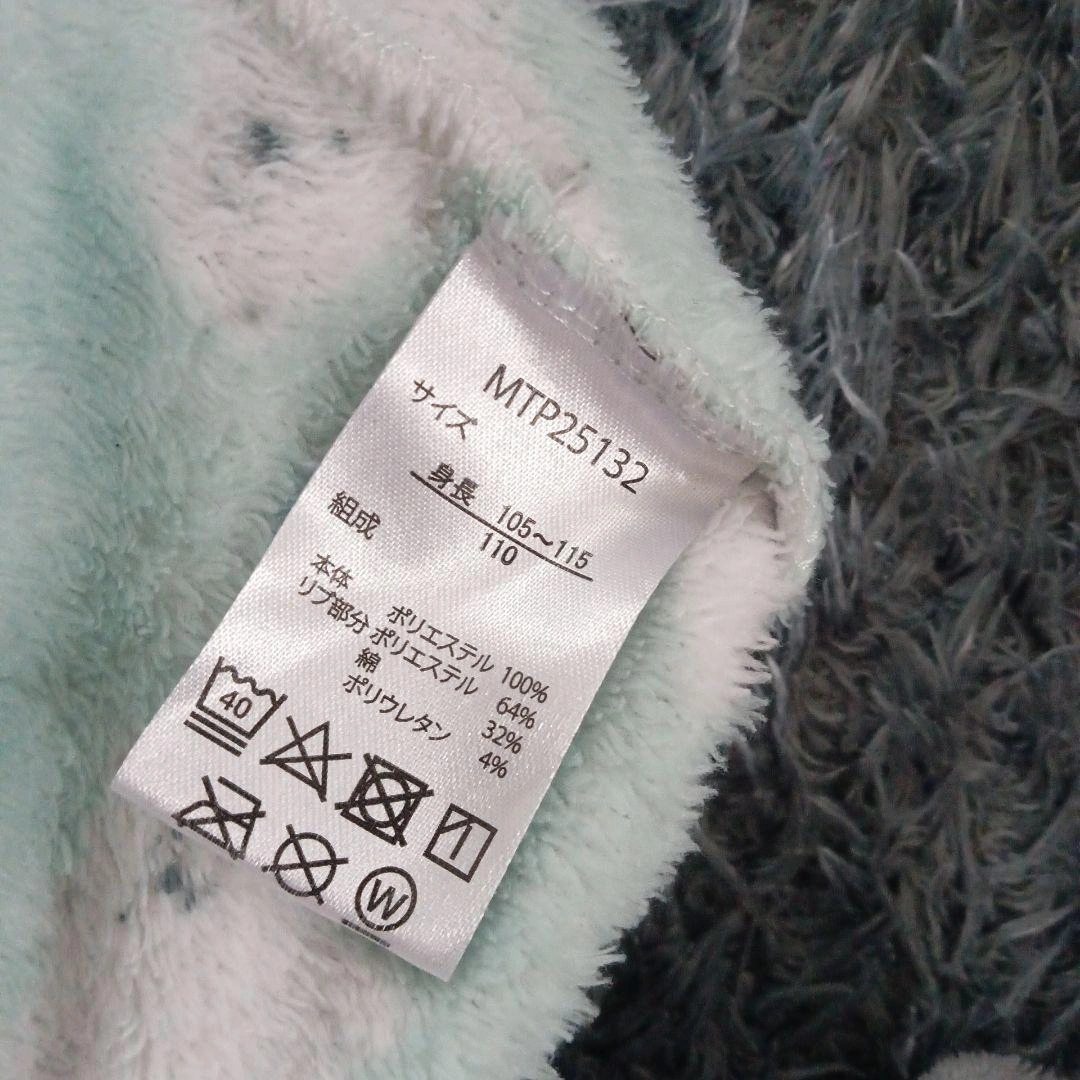 MTP25132
サイズ
身長 105～115
110
組成
本体 ポリエステル 100%
リブ部分 ポリエステル 64%
綿 32%
ポリウレタン 4%
40
W